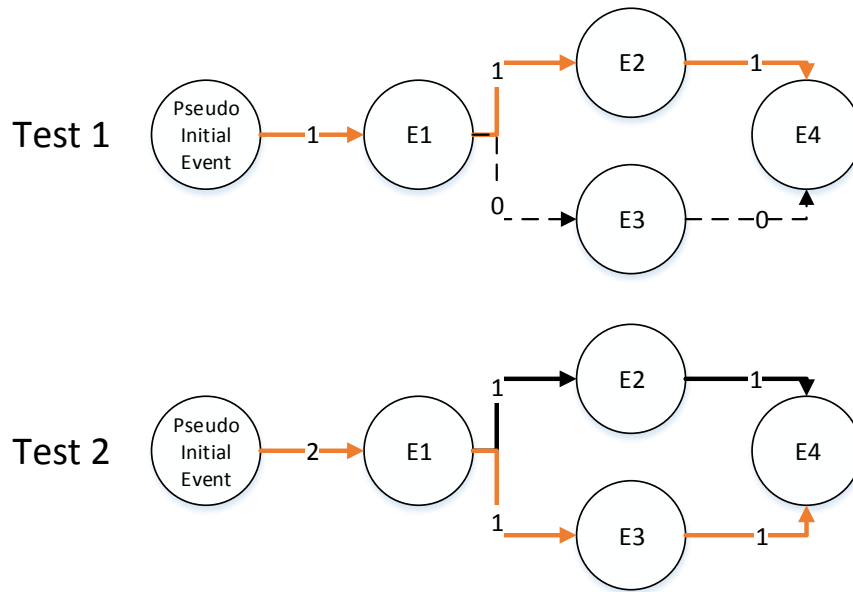 Test 1
Pseudo
Initial
Event
1
E1
1
0
E2
E3
1
0
E4
Test 2
Pseudo
Initial
Event
2
E1
1
1
E2
E3
1
1
E4